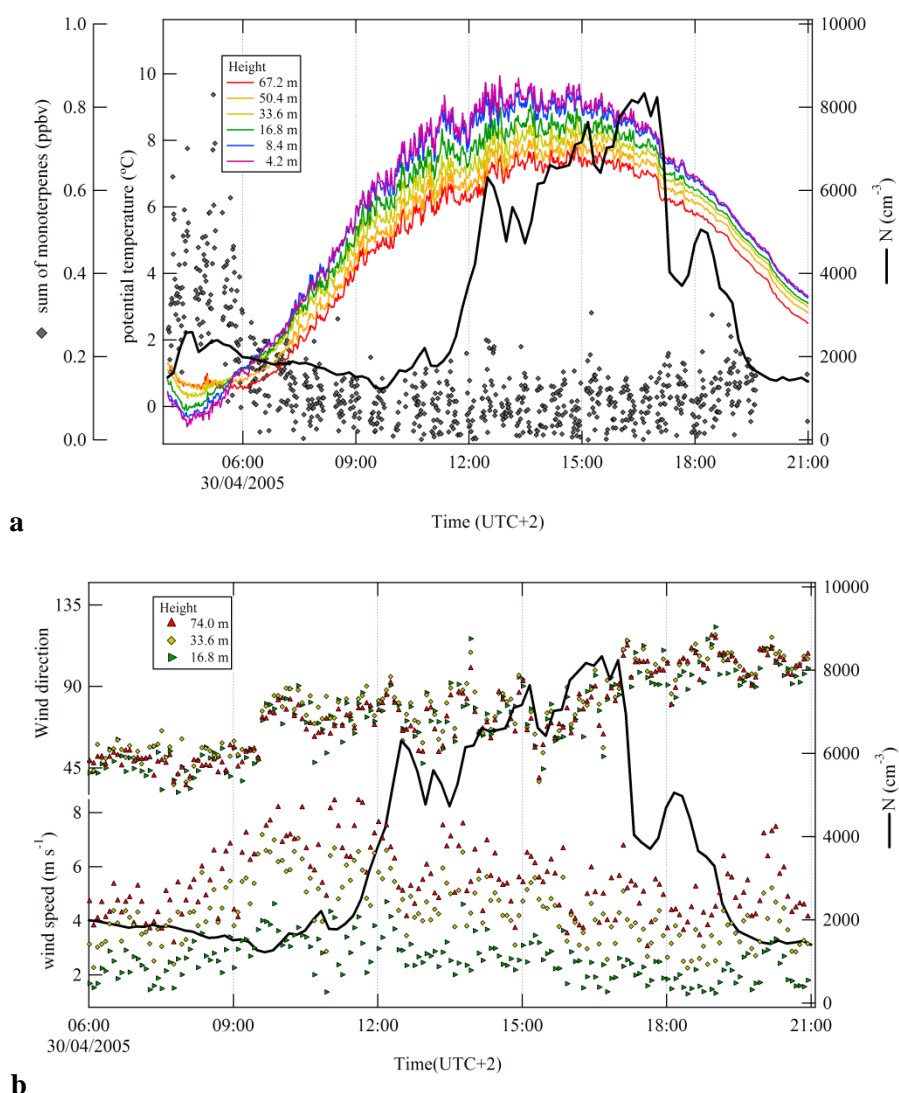 1.0
0.8
0.6
0.4
0.2
0.0
sum of monoterpenes (ppbv)
10
8
6
4
2
0
potential temperature (°C)
Height
67.2 m
50.4 m
33.6 m
16.8 m
8.4 m
4.2 m
10000
8000
6000
4000
2000
0
N (cm-3)
06:00
09:00
12:00
15:00
18:00
21:00
30/04/2005
Time (UTC+2)
a
135
90
45
Wind direction
8
6
4
2
wind speed (m s-1)
Height
74.0 m
33.6 m
16.8 m
10000
8000
6000
4000
2000
0
N (cm-3)
06:00
09:00
12:00
15:00
18:00
21:00
30/04/2005
Time(UTC+2)
b